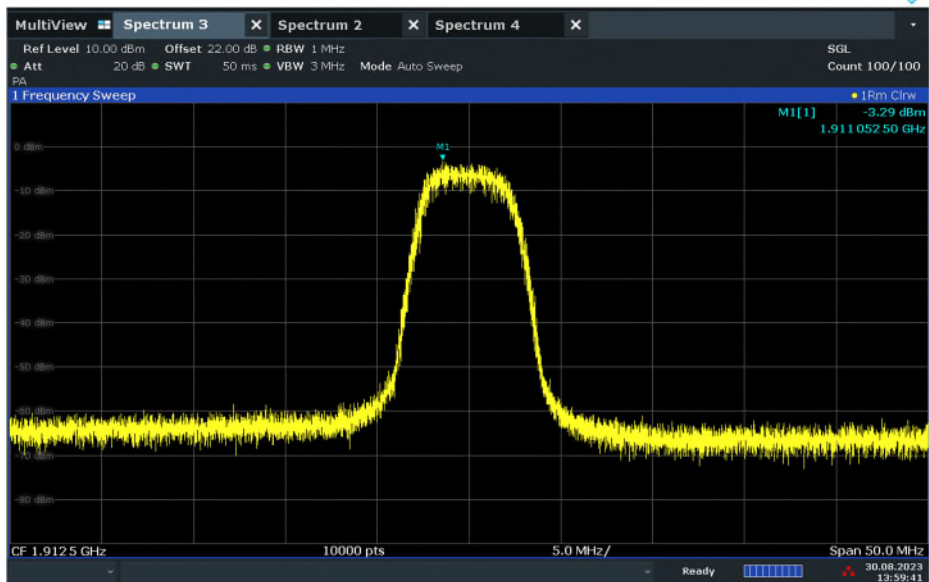 MultiView Spectrum 3 X Spectrum 2 X Spectrum 4 X
Ref Level 10.00 dBm Offset 22.00 dB RBW 1 MHz SGL
Att 20 dB SWT 50 ms VBW 3 MHz Mode Auto Sweep Count 100/100
PA
1 Frequency Sweep 1Rm Clrw
M1[1] -3.29 dBm
1.911 052 50 GHz
0 dBm
M1
-10 dBm
-20 dBm
-30 dBm
-40 dBm
-50 dBm
-60 dBm
-70 dBm
-80 dBm
CF 1.912 5 GHz 10000 pts 5.0 MHz/ Span 50.0 MHz
Ready 30.08.2023
13:59:41